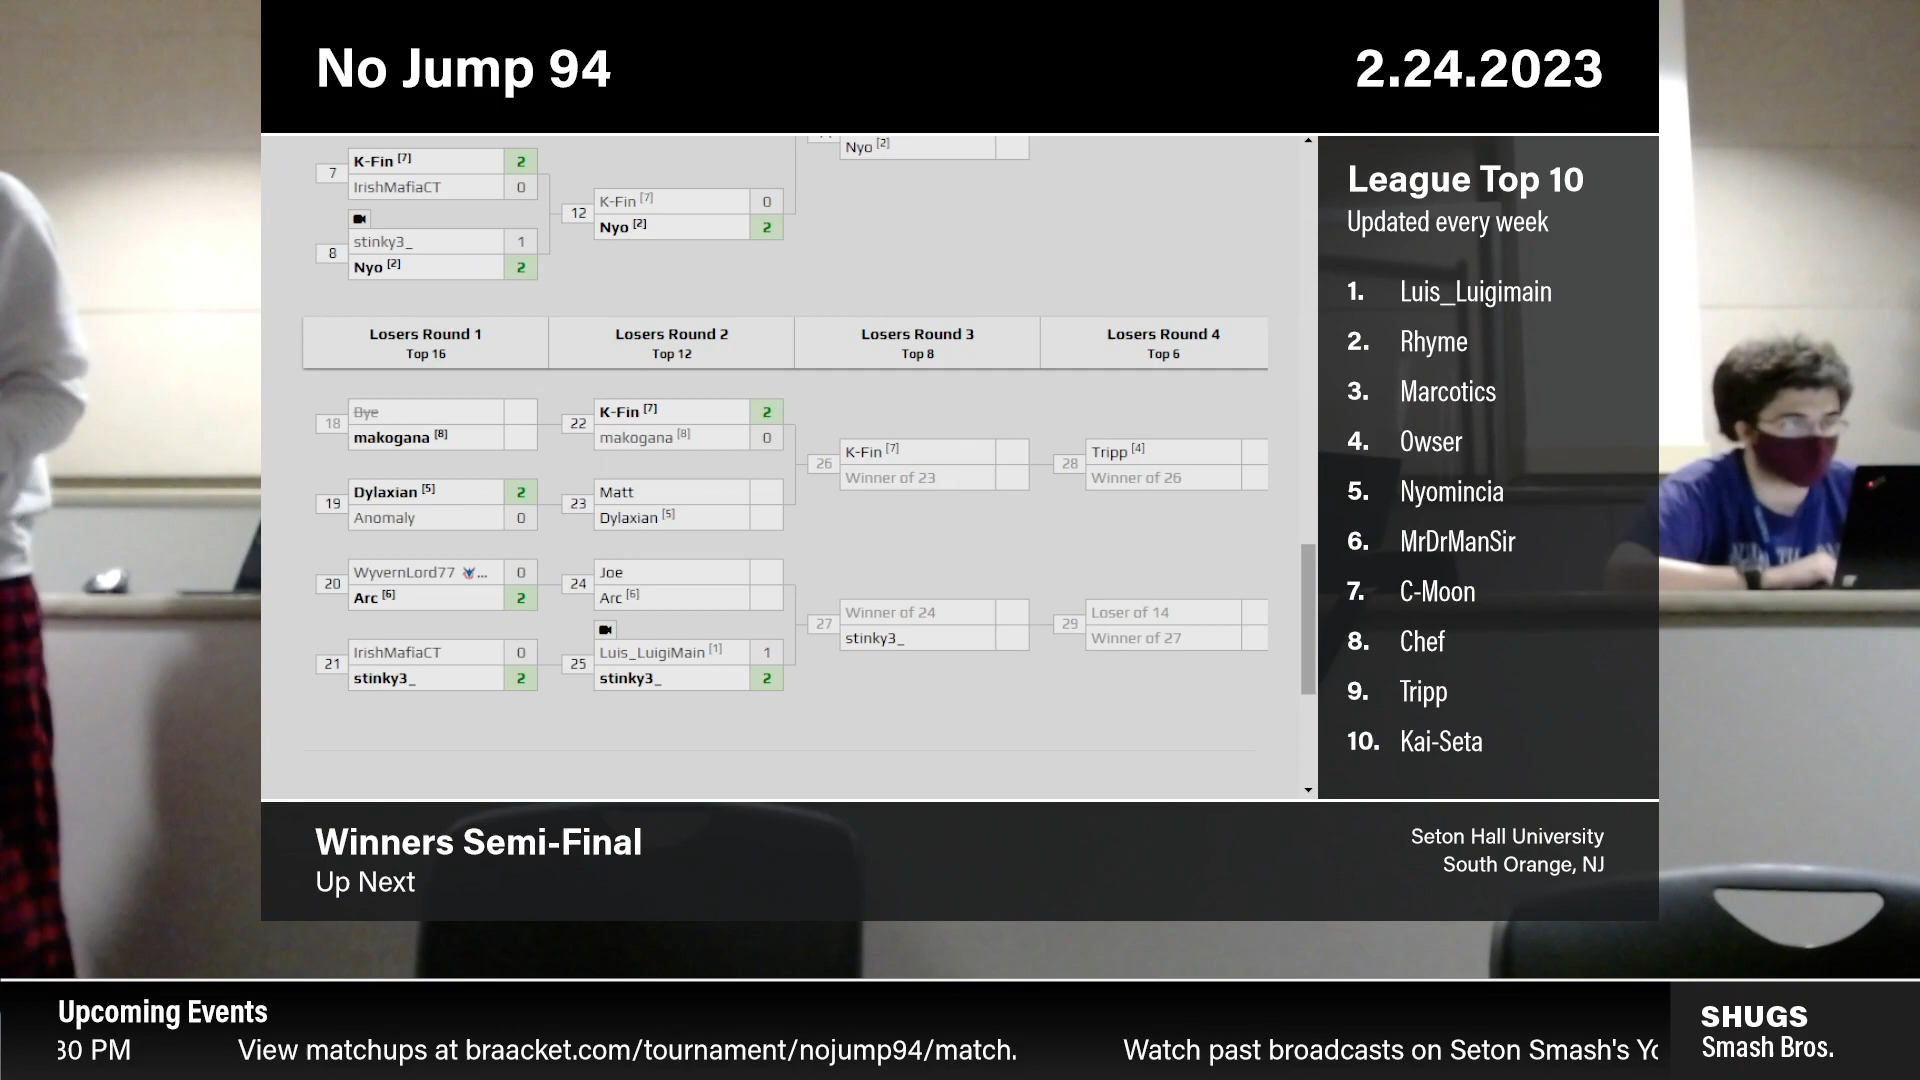 No Jump 94
2.24.2023
7
K-Fin [7] 2
IrishMafiaCT 0
8
stinky3_ 1
Nyo [2] 2
12
K-Fin [7] 0
Nyo [2] 2
Nyo [2]
Losers Round 1
Top 16
Losers Round 2
Top 12
Losers Round 3
Top 8
Losers Round 4
Top 6
18
Bye
makogana [8]
19
Dylaxian [5] 2
Anomaly 0
20
WyvernLord77 ... 0
Arc [6] 2
21
IrishMafiaCT 0
stinky3_ 2
22
K-Fin [7] 2
makogana [8] 0
23
Matt
Dylaxian [5]
24
Joe
Arc [6]
25
Luis_LuigiMain [1] 1
stinky3_ 2
26
K-Fin [7]
Winner of 23
27
Winner of 24
stinky3_
28
Tripp [4]
Winner of 26
29
Loser of 14
Winner of 27
League Top 10
Updated every week
1. Luis_Luigimain
2. Rhyme
3. Marcotics
4. Owser
5. Nyomincia
6. MrDrManSir
7. C-Moon
8. Chef
9. Tripp
10. Kai-Seta
Winners Semi-Final
Up Next
Seton Hall University
South Orange, NJ
Upcoming Events
30 PM View matchups at braacket.com/tournament/nojump94/match. Watch past broadcasts on Seton Smash's Yo
SHUGS
Smash Bros.